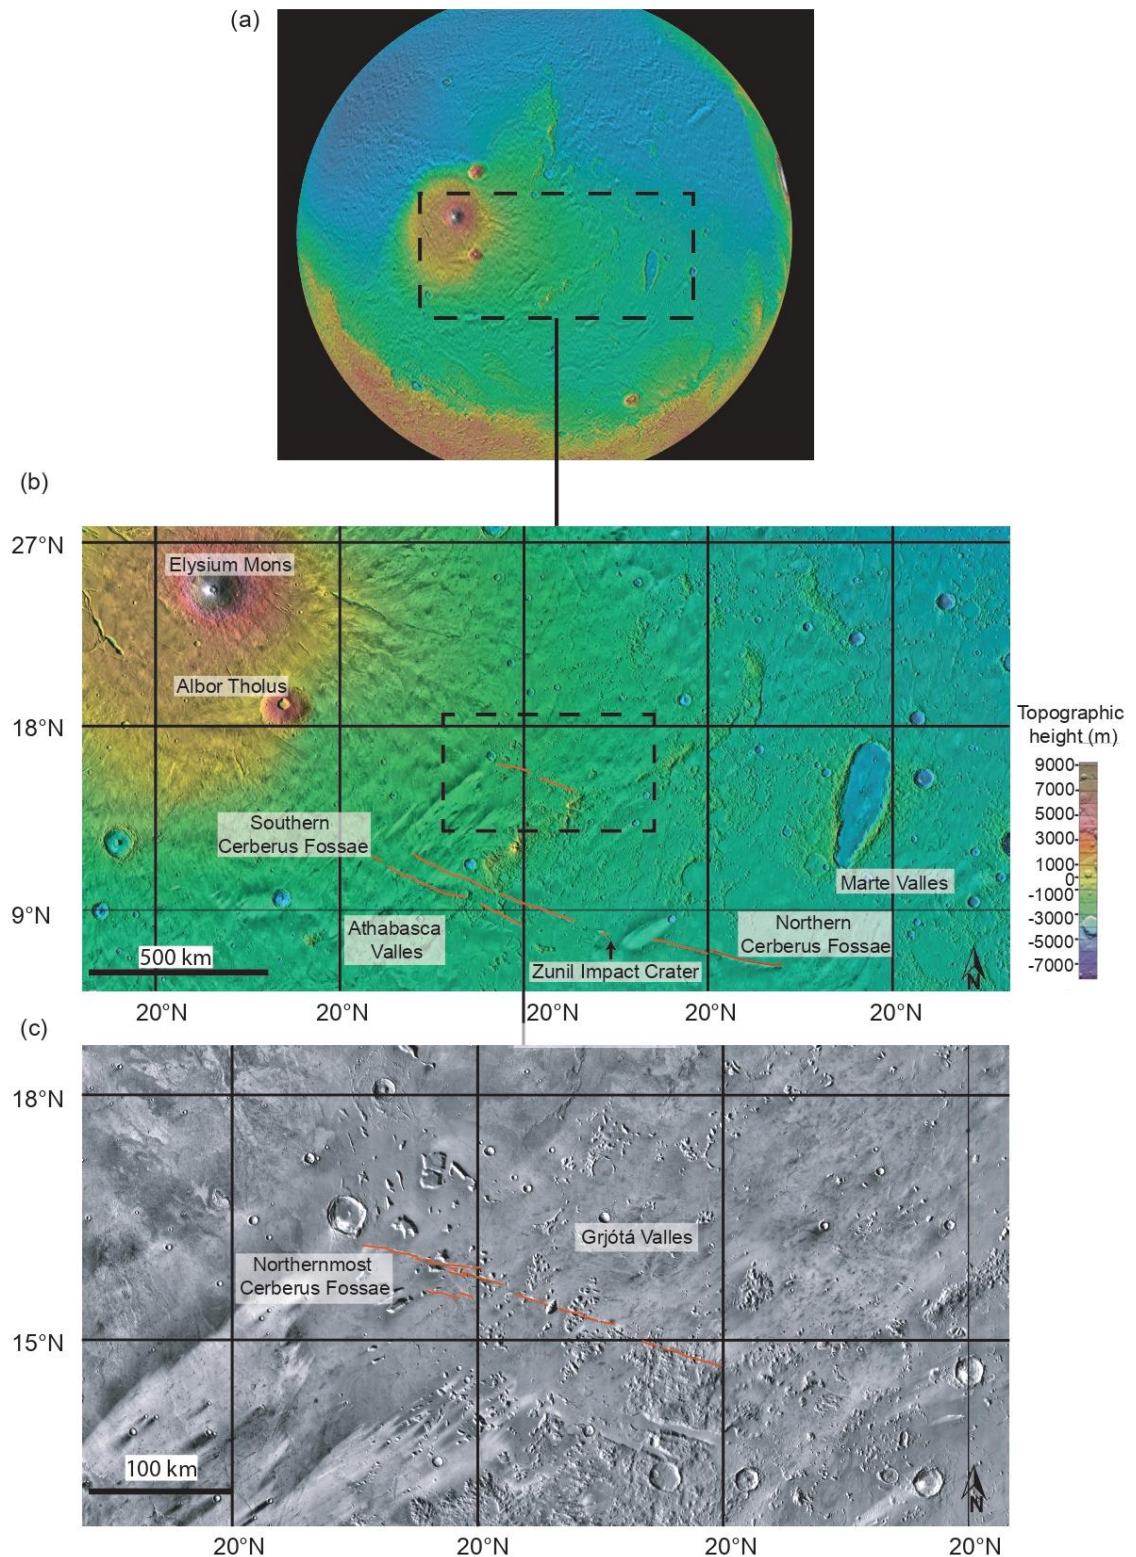 (a)
(b)
27°N
Elysium Mons
Albor Tholus
18°N
Topographic
height (m)
9000
7000
5000
3000
1000
0
-1000
-3000
-5000
-7000
Southern
Cerberus Fossae
Marte Valles
9°N
Athabasca
Valles
Northern
Cerberus Fossae
500 km
Zunil Impact Crater
N
20°N
20°N
20°N
20°N
20°N
(c)
18°N
Grjótá Valles
Northernmost
Cerberus Fossae
15°N
100 km
N
20°N
20°N
20°N
20°N